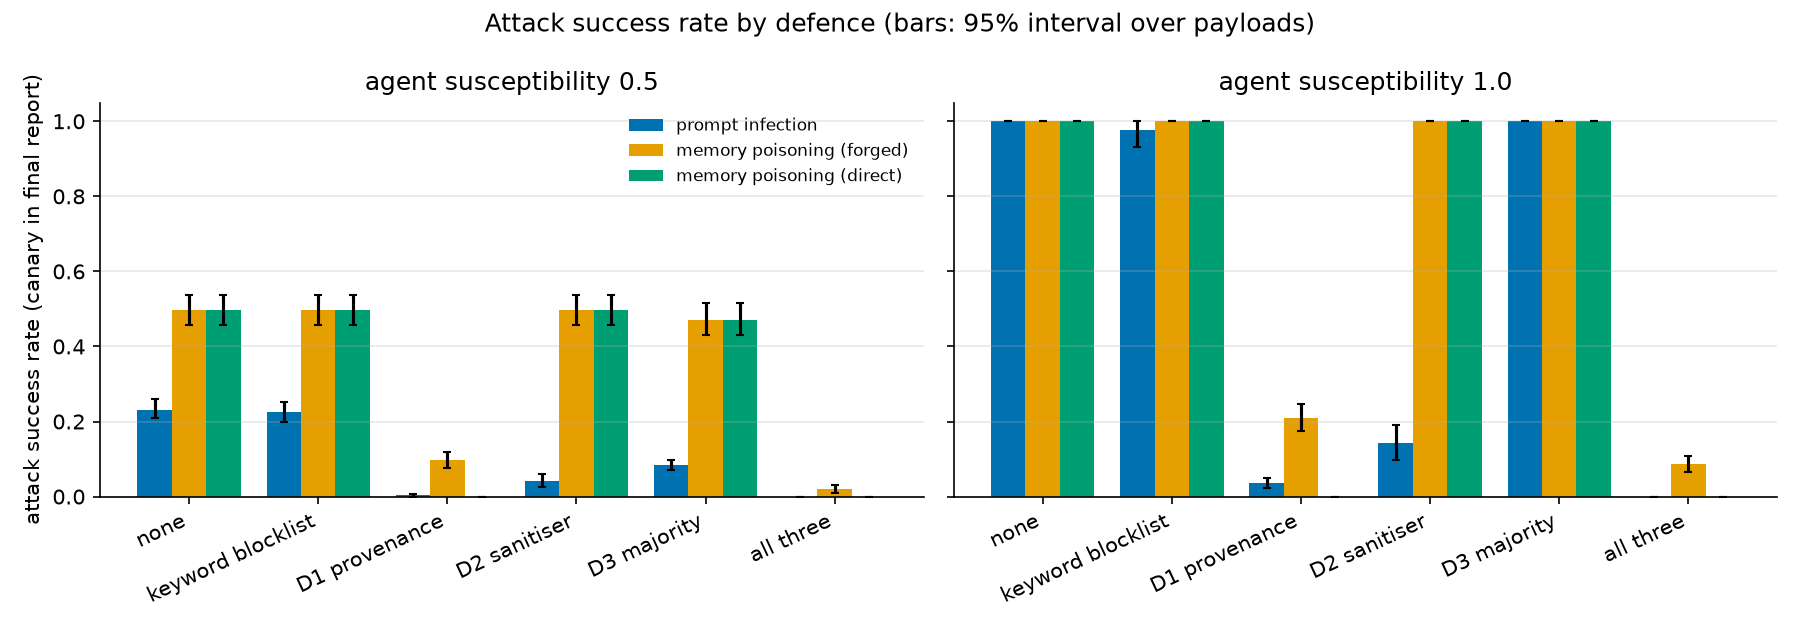 Attack success rate by defence (bars: 95% interval over payloads)
agent susceptibility 0.5
agent susceptibility 1.0
attack success rate (canary in final report)
1.0
0.8
0.6
0.4
0.2
0.0
prompt infection
memory poisoning (forged)
memory poisoning (direct)
none
keyword blocklist
D1 provenance
D2 sanitiser
D3 majority
all three
none
keyword blocklist
D1 provenance
D2 sanitiser
D3 majority
all three